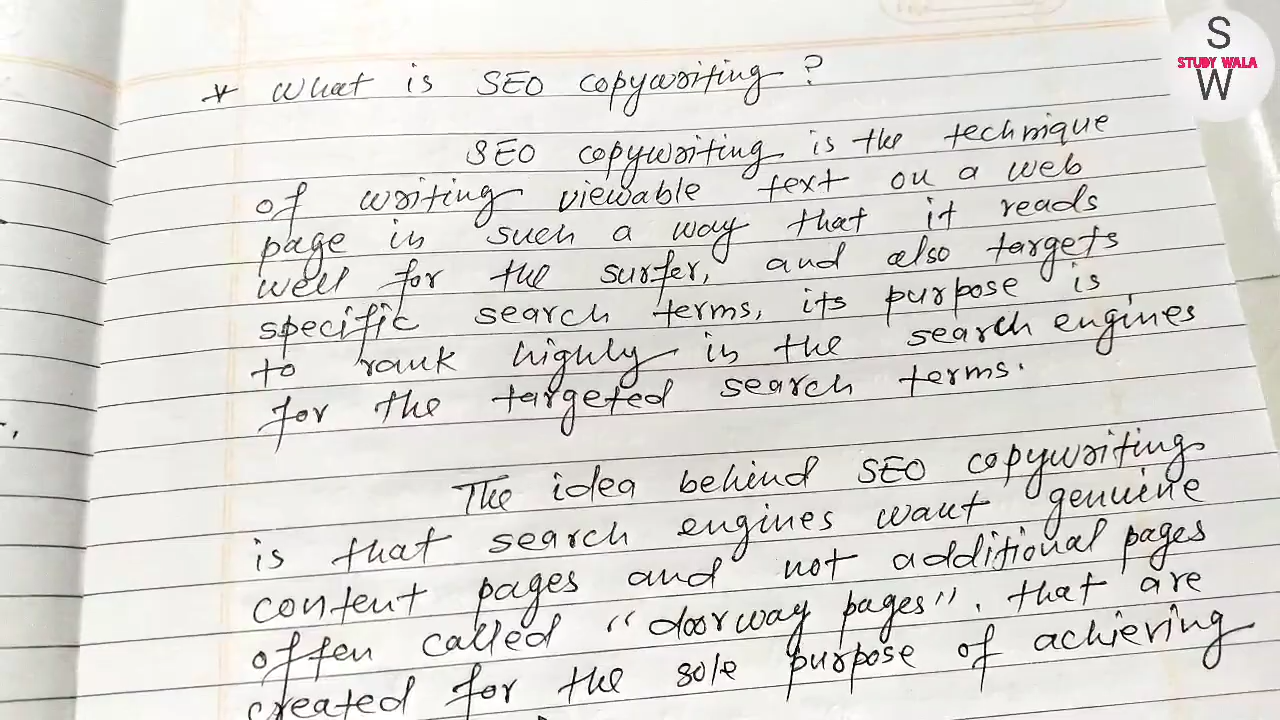 * What is SEO copywriting ?
SEO copywriting is the technique
of writing viewable text on a web
page in such a way that it reads
well for the surfer, and also targets
specific search terms, its purpose is
to rank highly in the search engines
for the targeted search terms.
The idea behind SEO copywriting
is that search engines want genuine
content pages and not additional pages
often called "doorway pages". that are
created for the sole purpose of achieving
S
STUDY WALA
W